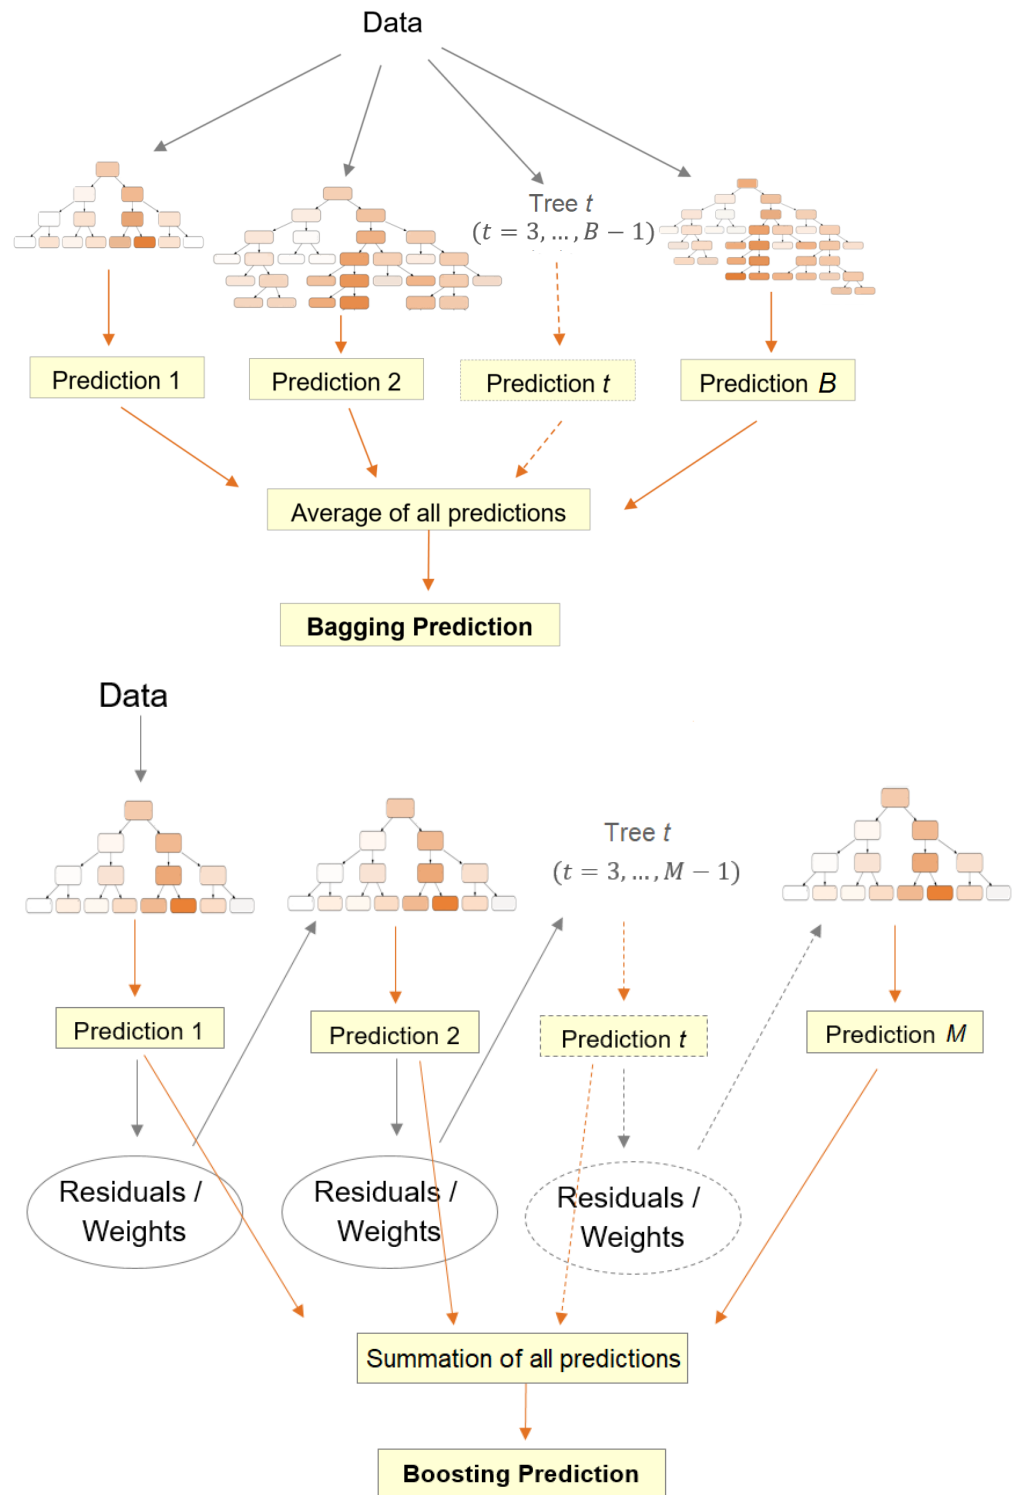 Data
Tree t
(t = 3, ..., B − 1)
Prediction 1
Prediction 2
Prediction t
Prediction B
Average of all predictions
Bagging Prediction
Data
Tree t
(t = 3, ..., M − 1)
Prediction 1
Prediction 2
Prediction t
Prediction M
Residuals /
Weights
Residuals /
Weights
Residuals /
Weights
Summation of all predictions
Boosting Prediction